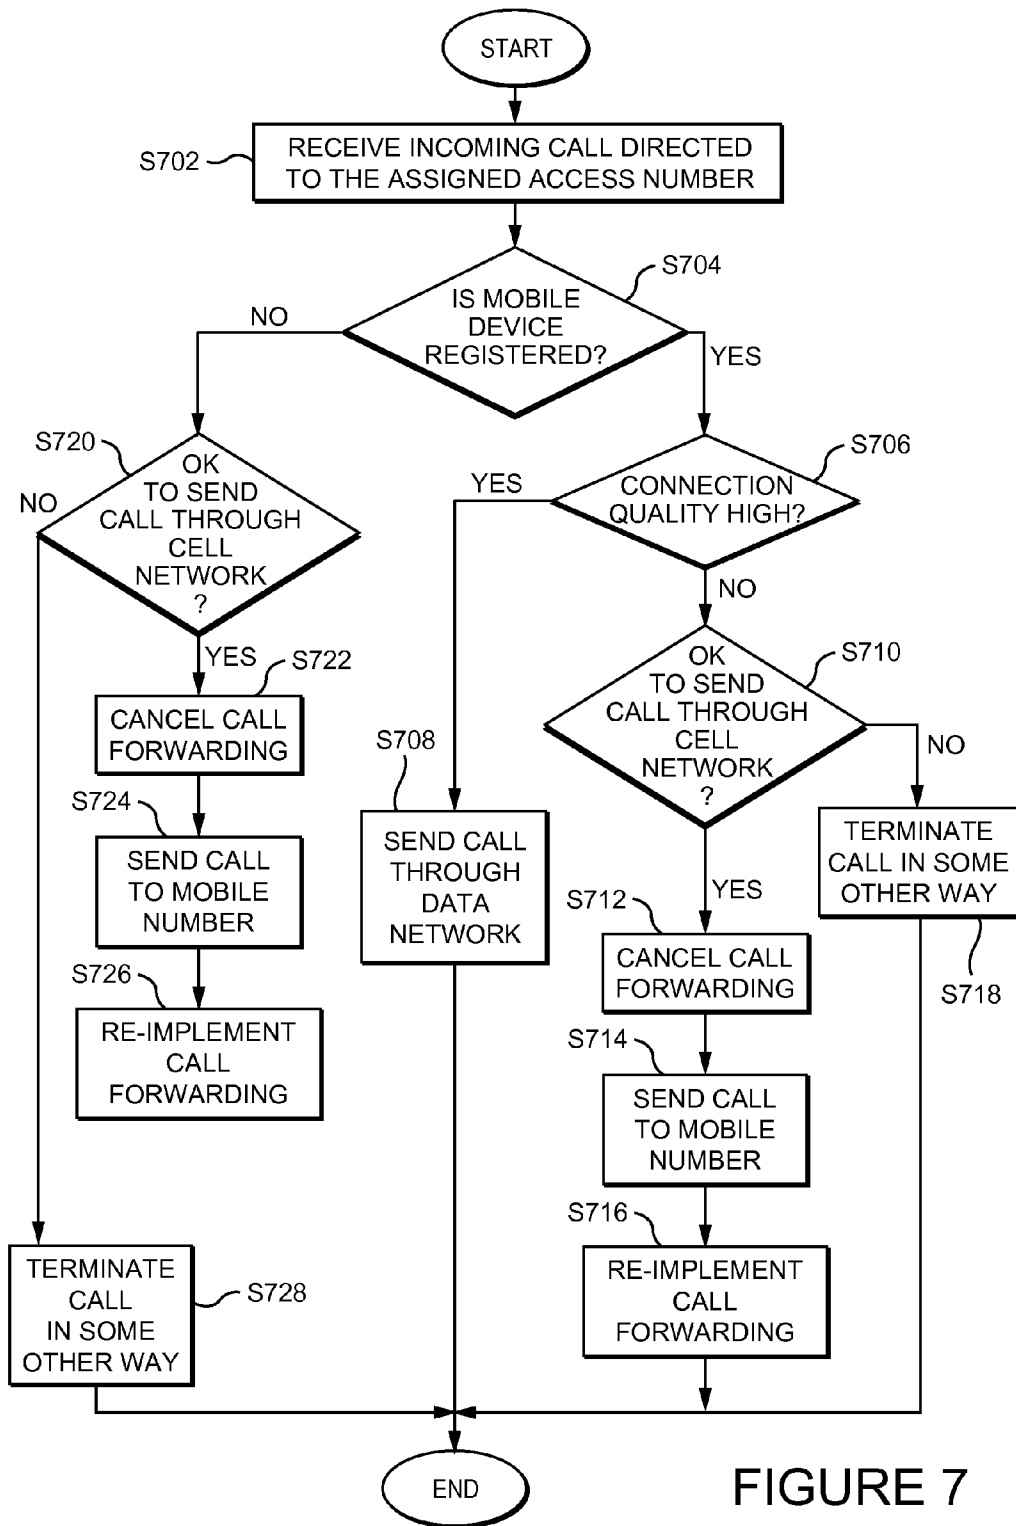 START
S702
RECEIVE INCOMING CALL DIRECTED
TO THE ASSIGNED ACCESS NUMBER
S704
IS MOBILE
DEVICE
REGISTERED?
NO
YES
S720
OK
TO SEND
CALL THROUGH
CELL
NETWORK
?
NO
YES
S706
CONNECTION
QUALITY HIGH?
YES
NO
S722
CANCEL CALL
FORWARDING
S724
SEND CALL
TO MOBILE
NUMBER
S726
RE-IMPLEMENT
CALL
FORWARDING
S708
SEND CALL
THROUGH
DATA
NETWORK
S710
OK
TO SEND
CALL THROUGH
CELL
NETWORK
?
NO
YES
TERMINATE
CALL IN SOME
OTHER WAY
S718
S712
CANCEL CALL
FORWARDING
S714
SEND CALL
TO MOBILE
NUMBER
S716
RE-IMPLEMENT
CALL
FORWARDING
TERMINATE
CALL
IN SOME
OTHER WAY
S728
END
FIGURE 7